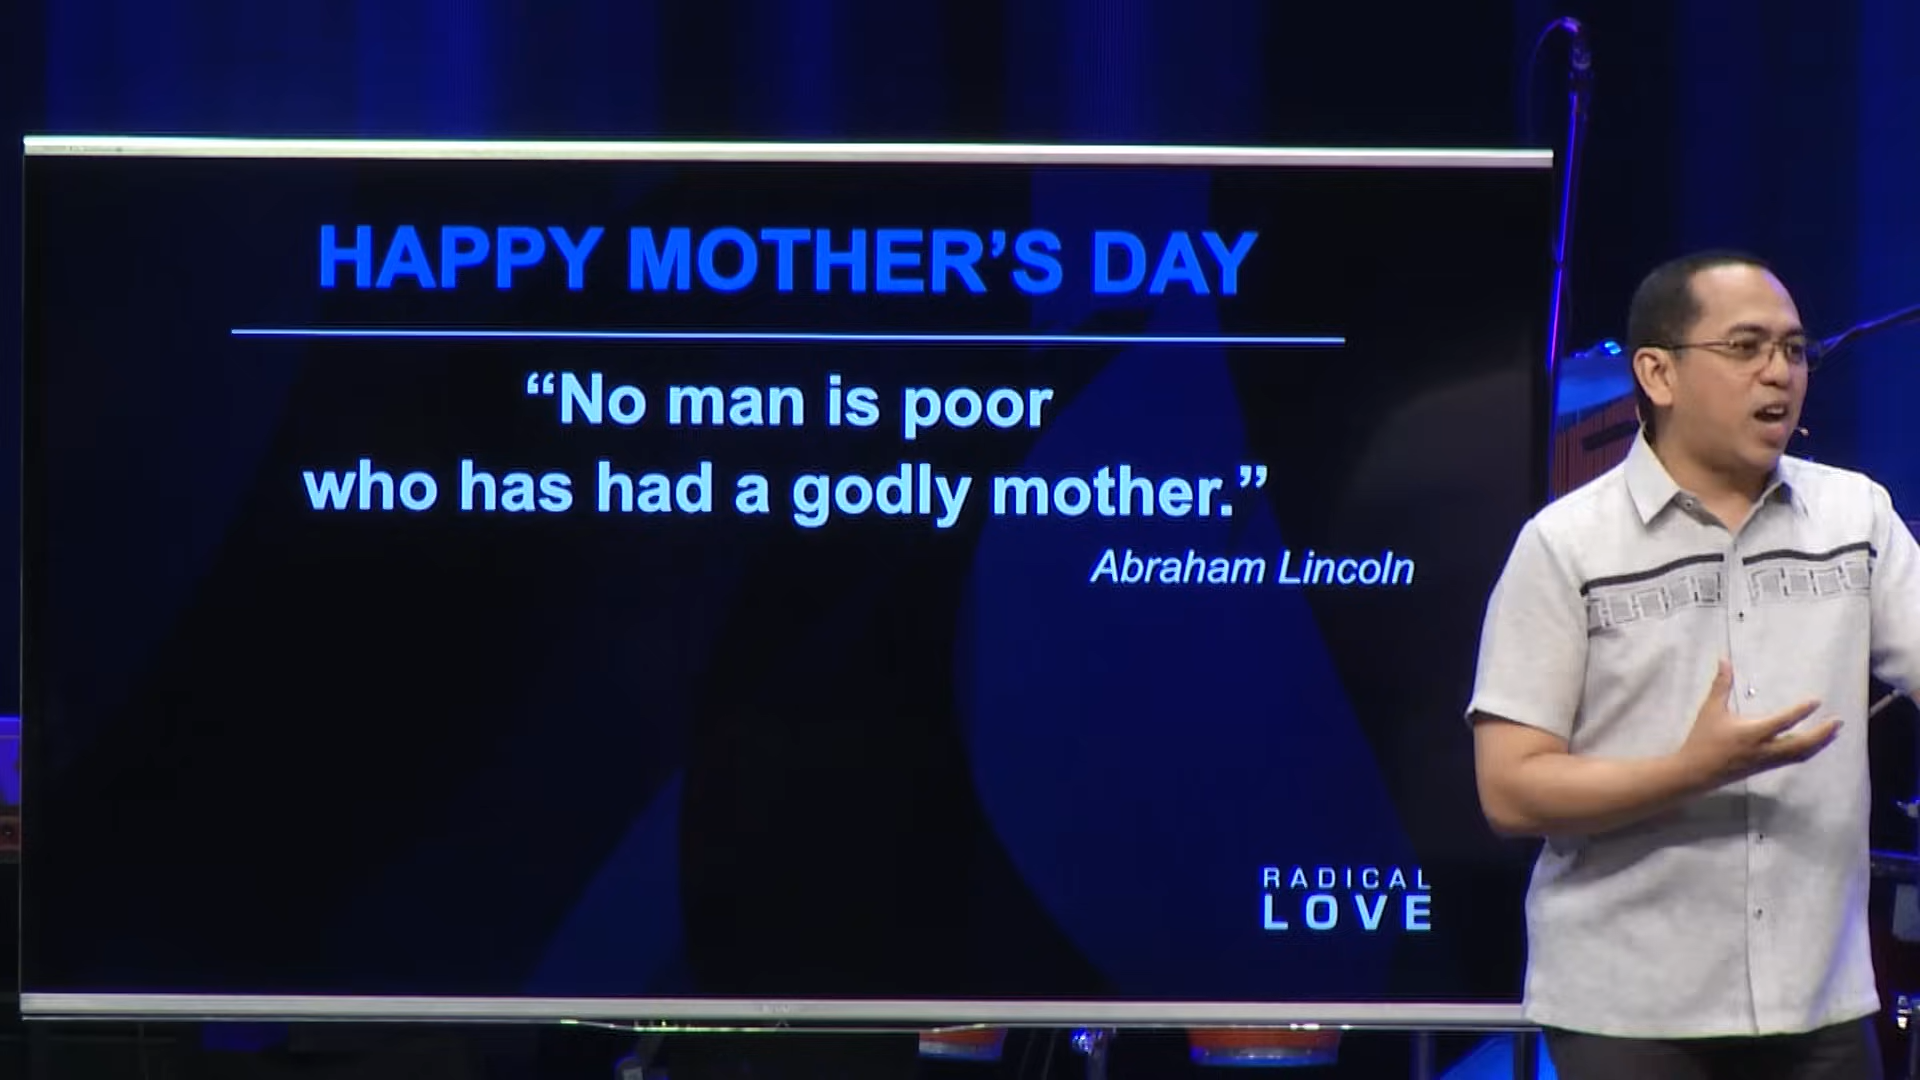 HAPPY MOTHER’S DAY
“No man is poor
who has had a godly mother.”
Abraham Lincoln
RADICAL
LOVE